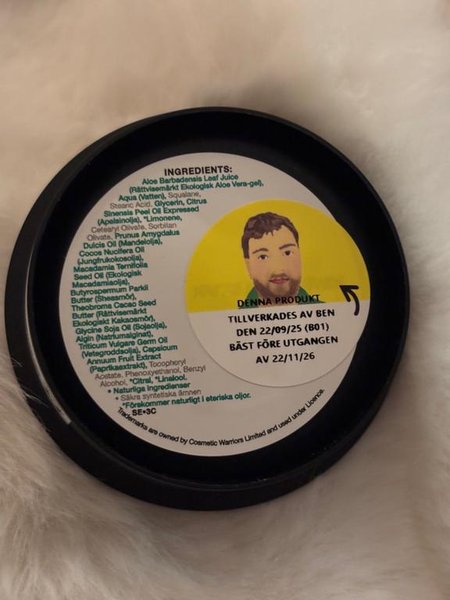 INGREDIENTS:
Aloe Barbadensis Leaf Juice
(Rättvisemärkt Ekologisk Aloe Vera-gel),
Aqua (Vatten), Squalane,
Stearic Acid, Glycerin, Citrus
Sinensis Peel Oil Expressed
(Apelsinolja), *Limonene,
Cetearyl Olivate, Sorbitan
Olivate, Prunus Amygdalus
Dulcis Oil (Mandelolja),
Cocos Nucifera Oil
(Jungfrukokosolja),
Macadamia Ternifolia
Seed Oil (Ekologisk
Macadamiaolja),
Butyrospermum Parkii
Butter (Sheasmör),
Theobroma Cacao Seed
Butter (Rättvisemärkt
Ekologiskt Kakaosmör),
Glycine Soja Oil (Sojaolja),
Algin (Natriumalginat),
Triticum Vulgare Germ Oil
(Vetegroddsolja), Capsicum
Annuum Fruit Extract
(Paprikaextrakt), Tocopheryl
Acetate, Phenoxyethanol, Benzyl
Alcohol, *Citral, *Linalool.
• Naturliga ingredienser
• Säkra syntetiska ämnen
*Förekommer naturligt i eteriska oljor.
SE•3C
Trademarks are owned by Cosmetic Warriors Limited and used under Licence.
DENNA PRODUKT
TILLVERKADES AV BEN
DEN 22/09/25 (B01)
BÄST FÖRE UTGANGEN
AV 22/11/26